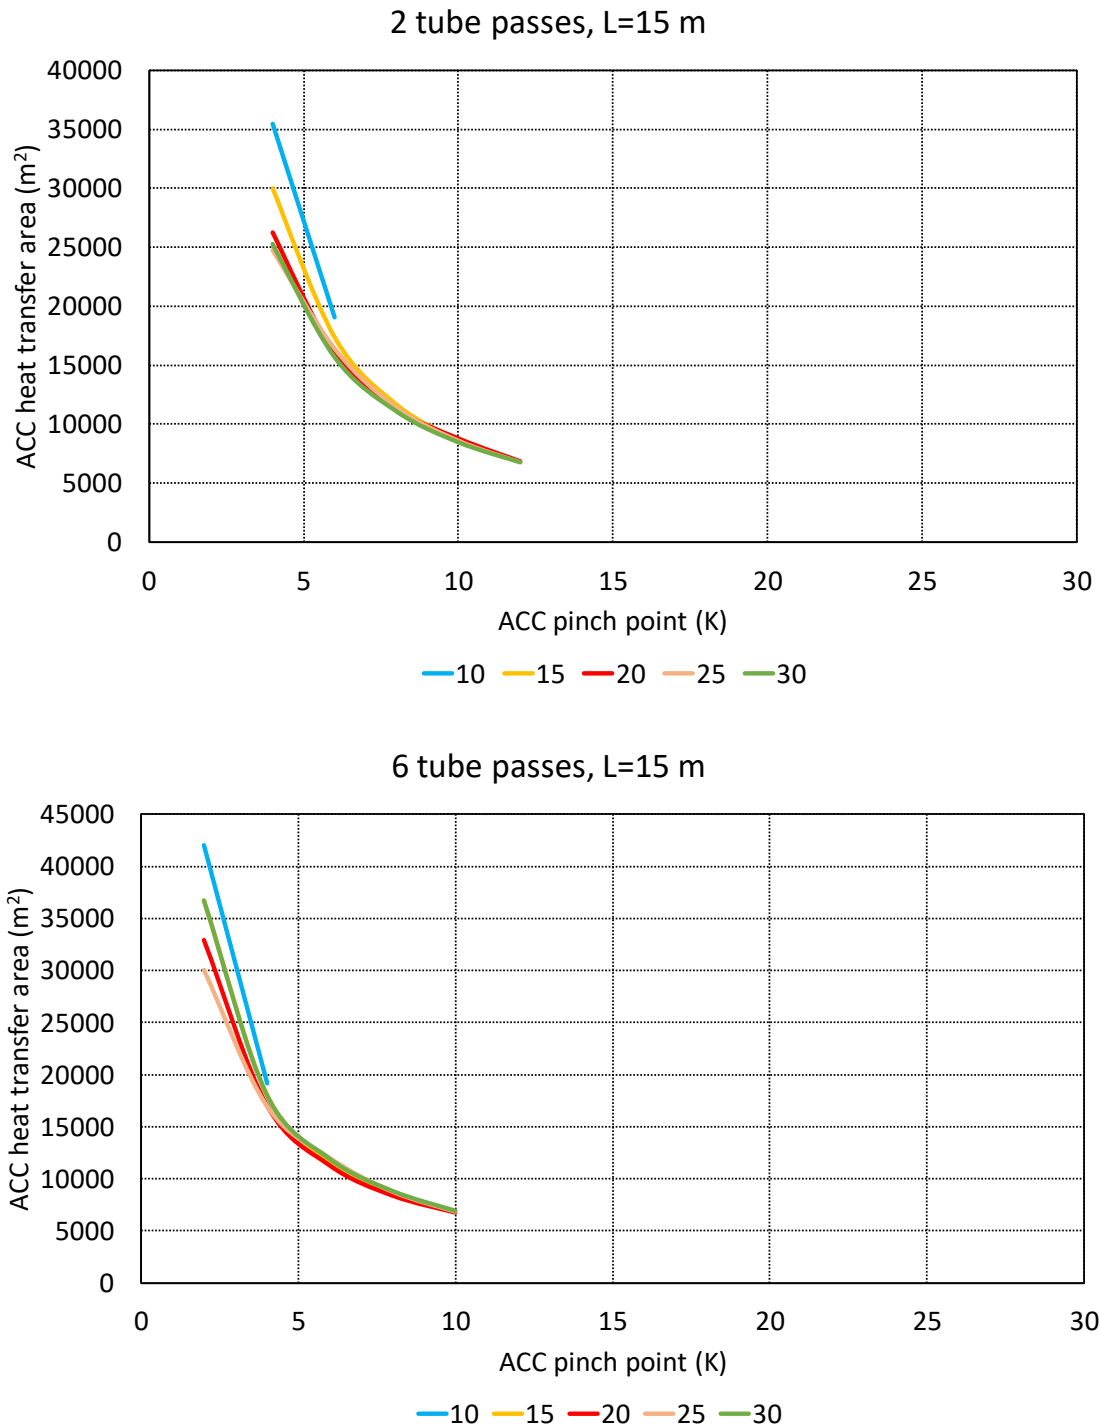 2 tube passes, L=15 m
40000
35000
30000
25000
20000
15000
10000
5000
0
ACC heat transfer area (m²)
0 5 10 15 20 25 30
ACC pinch point (K)
10 15 20 25 30
6 tube passes, L=15 m
45000
40000
35000
30000
25000
20000
15000
10000
5000
0
ACC heat transfer area (m²)
0 5 10 15 20 25 30
ACC pinch point (K)
10 15 20 25 30